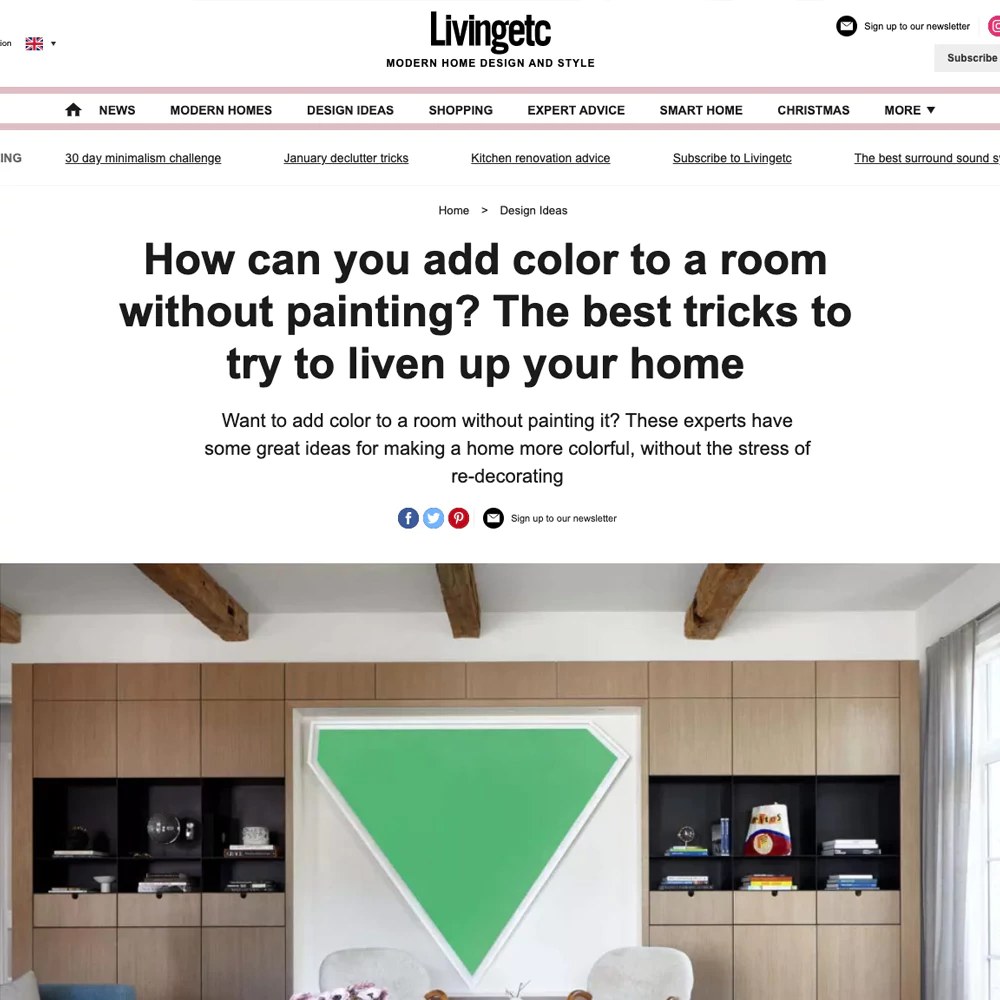 Livingetc
MODERN HOME DESIGN AND STYLE
ion
Sign up to our newsletter
Subscribe
NEWS MODERN HOMES DESIGN IDEAS SHOPPING EXPERT ADVICE SMART HOME CHRISTMAS MORE
ING 30 day minimalism challenge January declutter tricks Kitchen renovation advice Subscribe to Livingetc The best surround sound sy
Home > Design Ideas
How can you add color to a room
without painting? The best tricks to
try to liven up your home
Want to add color to a room without painting it? These experts have
some great ideas for making a home more colorful, without the stress of
re-decorating
Sign up to our newsletter